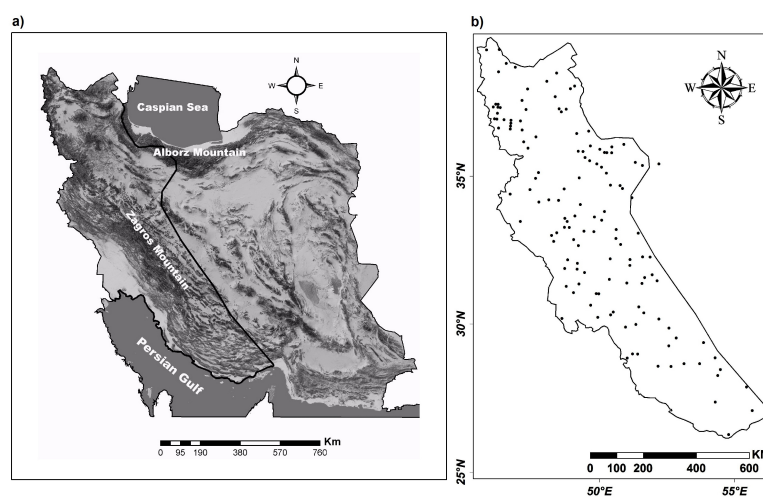 a)
N
W E
S
Caspian Sea
Alborz Mountain
Zagros Mountain
Persian Gulf
Km
0 95 190 380 570 760
b)
N
W E
S
35°N
30°N
25°N
50°E 55°E
0 100 200 400 600